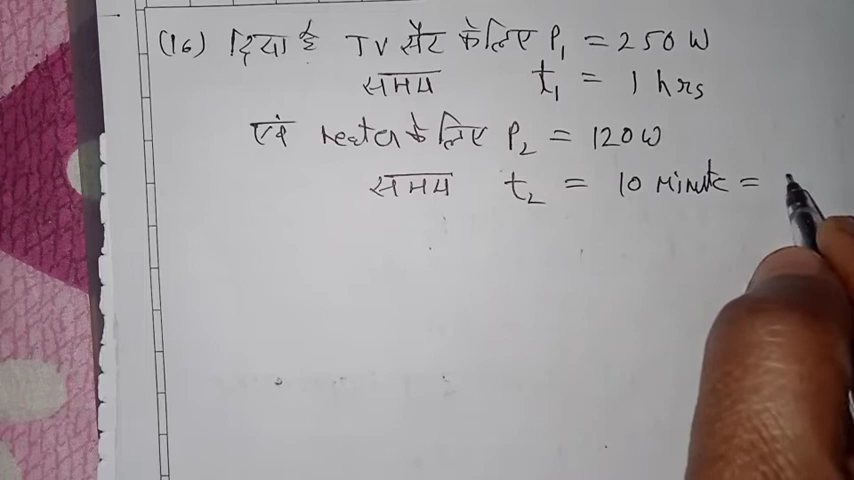 (16) दिया है TV सेट के लिए P₁ = 250 W
समय t₁ = 1 hrs
एवं heater के लिए P₂ = 120 W
समय t₂ = 10 Minute =